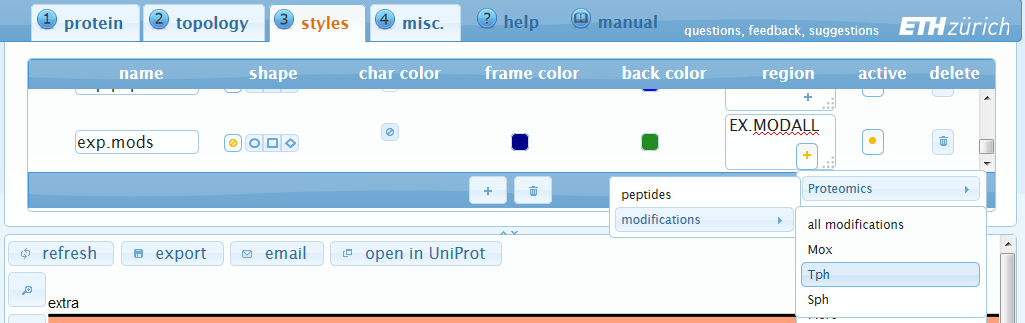 1 protein
2 topology
3 styles
4 misc.
? help
manual
questions, feedback, suggestions
ETH zürich
name shape char color frame color back color region active delete
exp.mods
EX.MODALL
peptides
modifications
Proteomics
all modifications
Mox
Tph
Sph
refresh
export
email
open in UniProt
extra